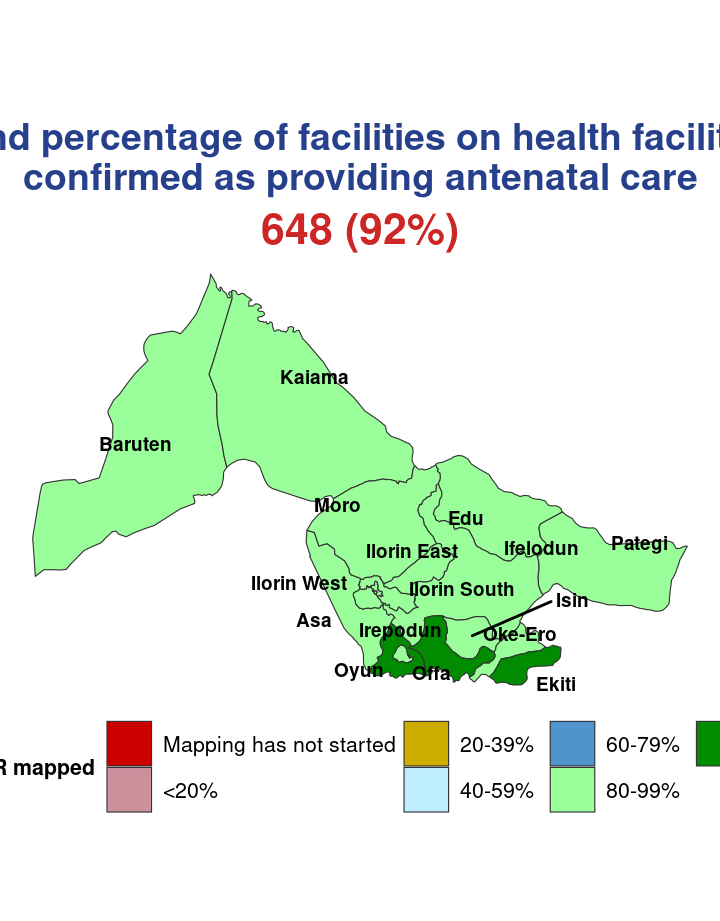 percentage of facilities on health
confirmed as providing antenatal care
648 (92%)
Kaiama
Baruten
Moro
Edu
Pategi
Ifelodun
Ilorin East
Ilorin West
Ilorin South
Isin
Asa
Irepodun
Oke-Ero
Oyun
Offa
Ekiti
mapped
Mapping has not started
20-39%
60-79%
<20%
40-59%
80-99%